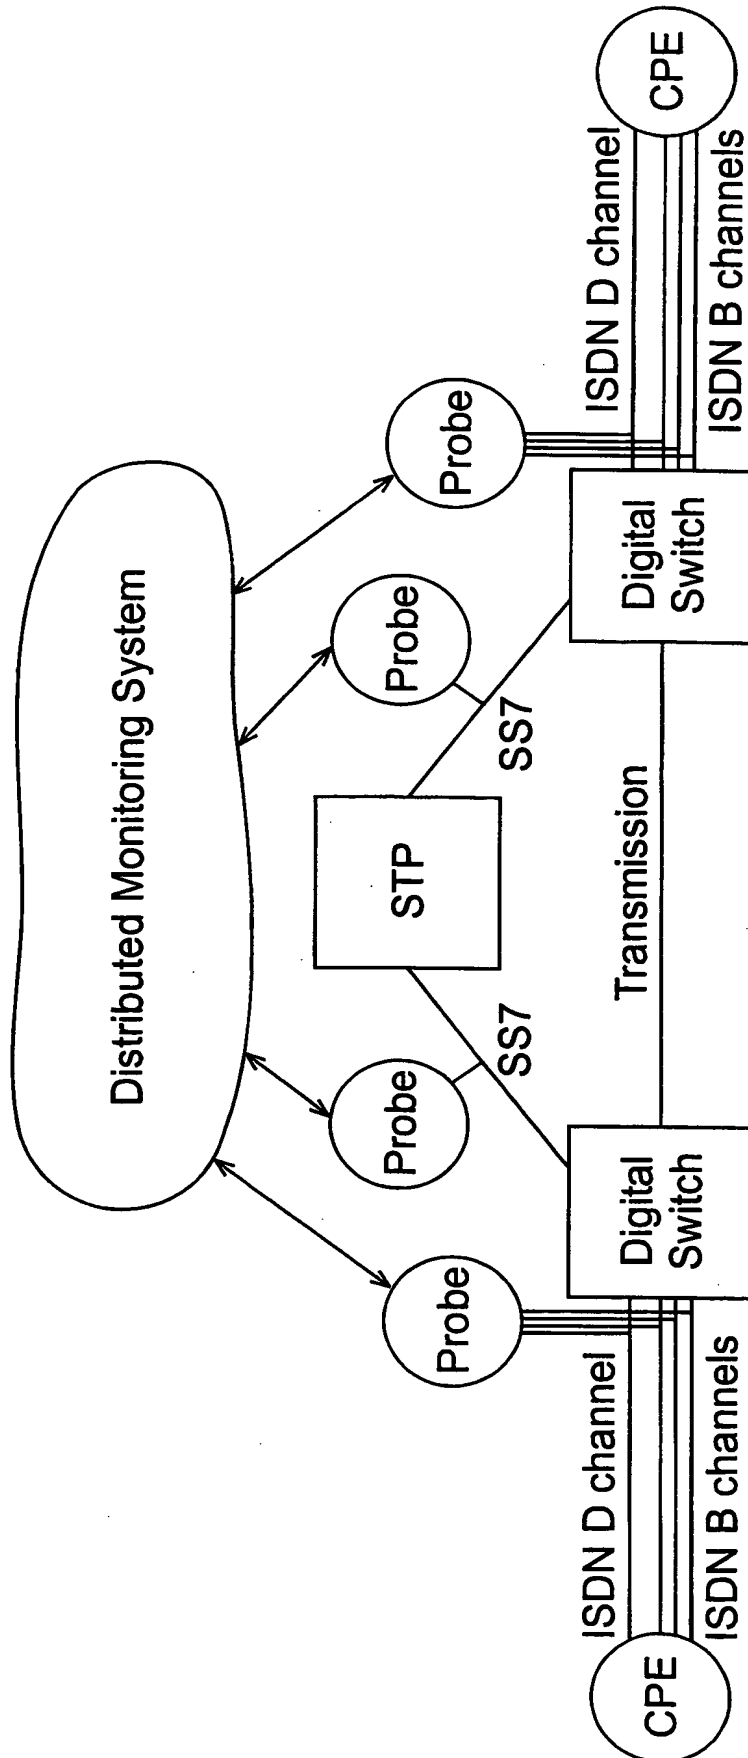 Distributed Monitoring System
Probe
Probe
Probe
Probe
STP
SS7
SS7
CPE
ISDN D channel
ISDN B channels
Digital
Switch
Transmission
Digital
Switch
ISDN D channel
ISDN B channels
CPE